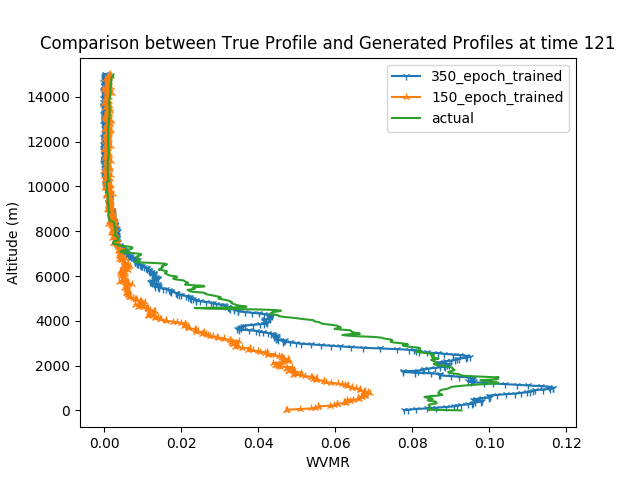 Comparison between True Profile and Generated Profiles at time 121
350_epoch_trained
150_epoch_trained
actual
Altitude (m)
14000
12000
10000
8000
6000
4000
2000
0
0.00 0.02 0.04 0.06 0.08 0.10 0.12
WVMR